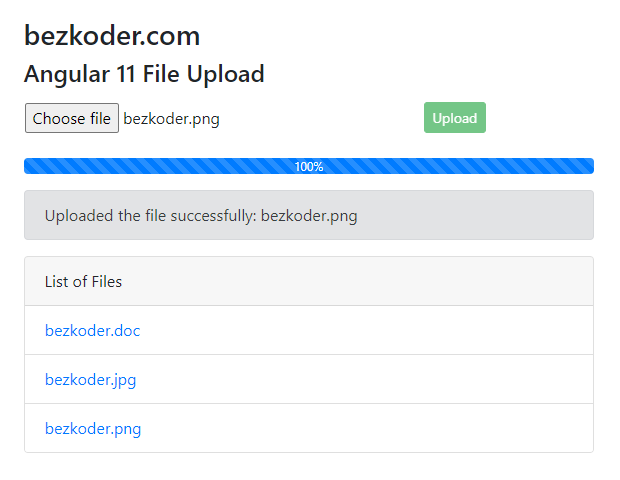 bezkoder.com
Angular 11 File Upload
Choose file bezkoder.png Upload
100%
Uploaded the file successfully: bezkoder.png
List of Files
bezkoder.doc
bezkoder.jpg
bezkoder.png